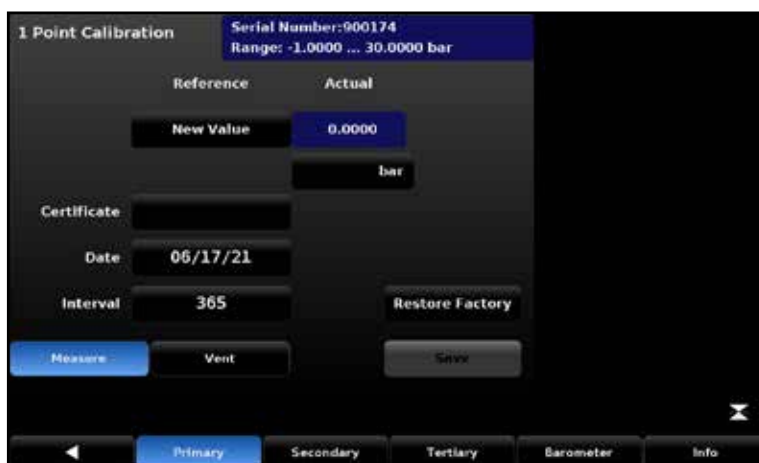 1 Point Calibration
Serial Number:900174
Range: -1.0000 ... 30.0000 bar
Reference Actual
New Value 0.0000
bar
Certificate
Date 06/17/21
Interval 365 Restore Factory
Measure Vent Save
Primary Secondary Tertiary Barometer Info